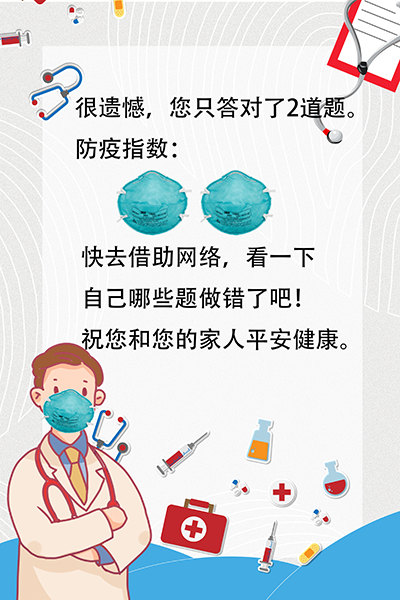 很遗憾，您只答对了2道题。
防疫指数：
快去借助网络，看一下
自己哪些题做错了吧！
祝您和您的家人平安健康。